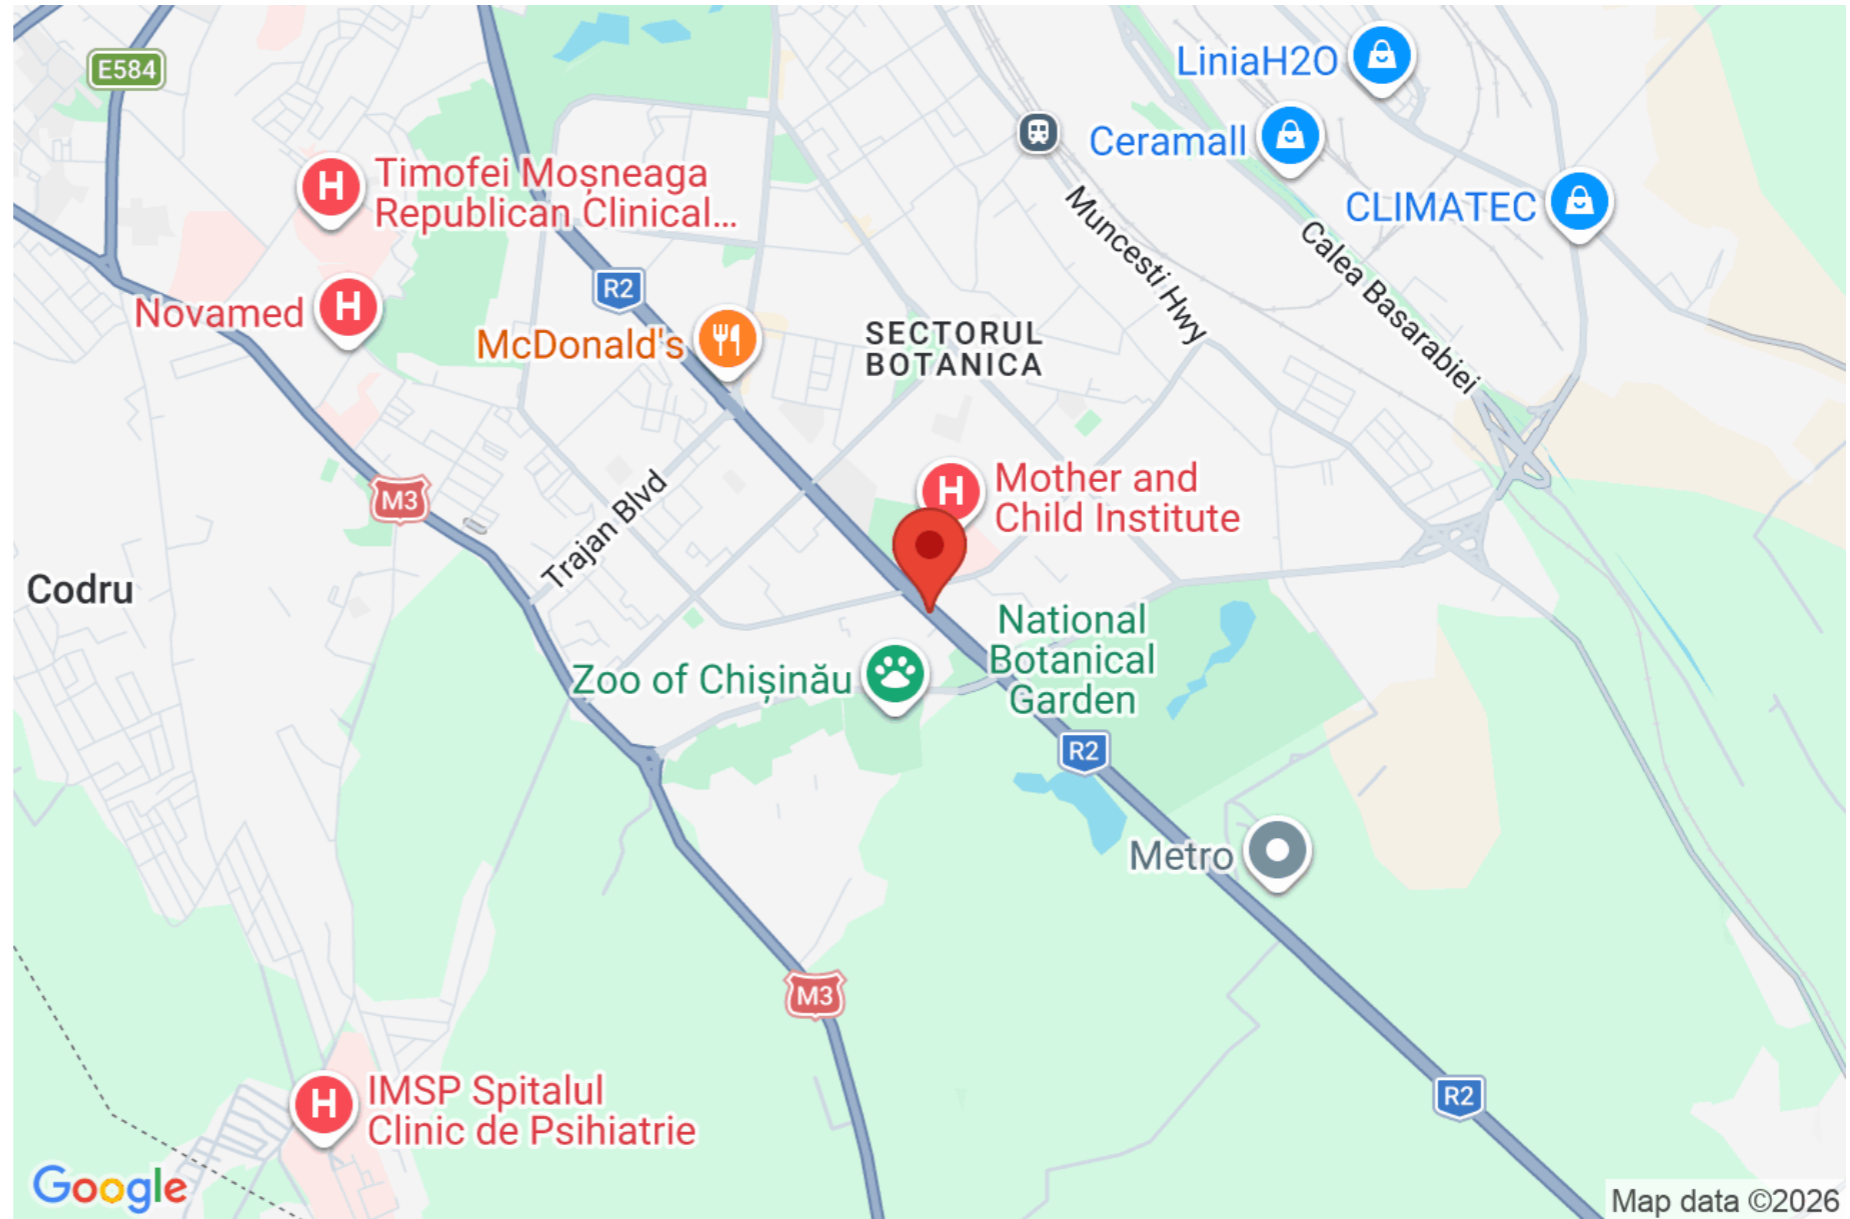 E584
LiniaH2O
Ceramall
CLIMATEC
Timofei Moșneaga
Republican Clinical...
Muncesti Hwy
Calea Basarabiei
R2
Novamed
McDonald's
SECTORUL
BOTANICA
M3
Trajan Blvd
Mother and
Child Institute
Codru
National
Botanical
Garden
Zoo of Chișinău
R2
Metro
M3
R2
IMSP Spitalul
Clinic de Psihiatrie
Google
Map data ©2026
H
H
H
H